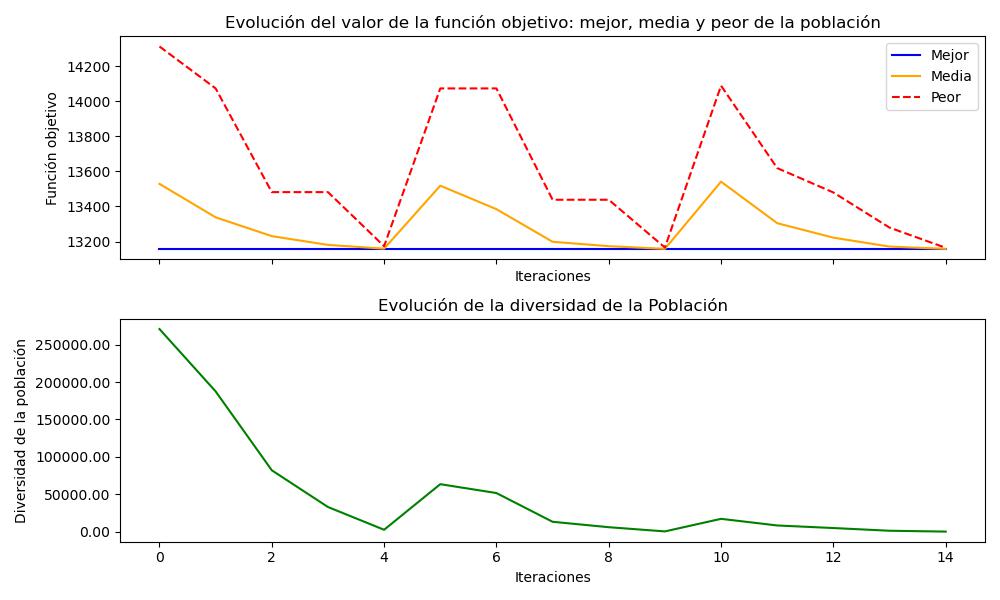 Evolución del valor de la función objetivo: mejor, media y peor de la población
Función objetivo
14200
14000
13800
13600
13400
13200
Mejor
Media
Peor
Iteraciones
Evolución de la diversidad de la Población
Diversidad de la población
250000.00
200000.00
150000.00
100000.00
50000.00
0.00
0 2 4 6 8 10 12 14
Iteraciones